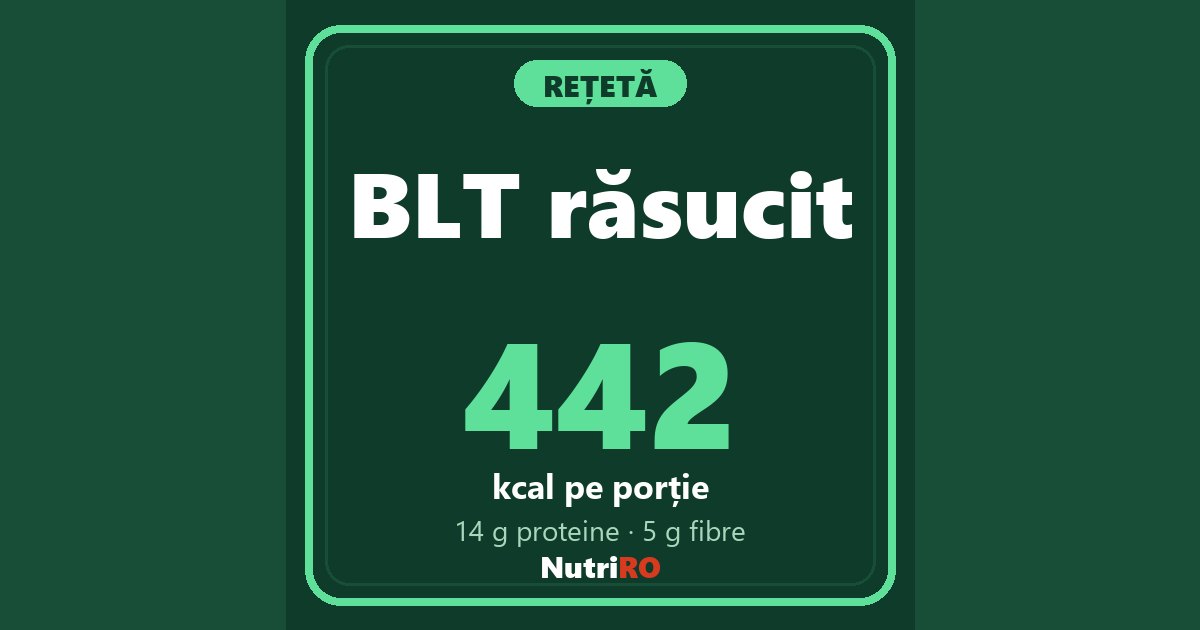 REȚETĂ
BLT răsucit
442
kcal pe porție
14 g proteine · 5 g fibre
NutriRO